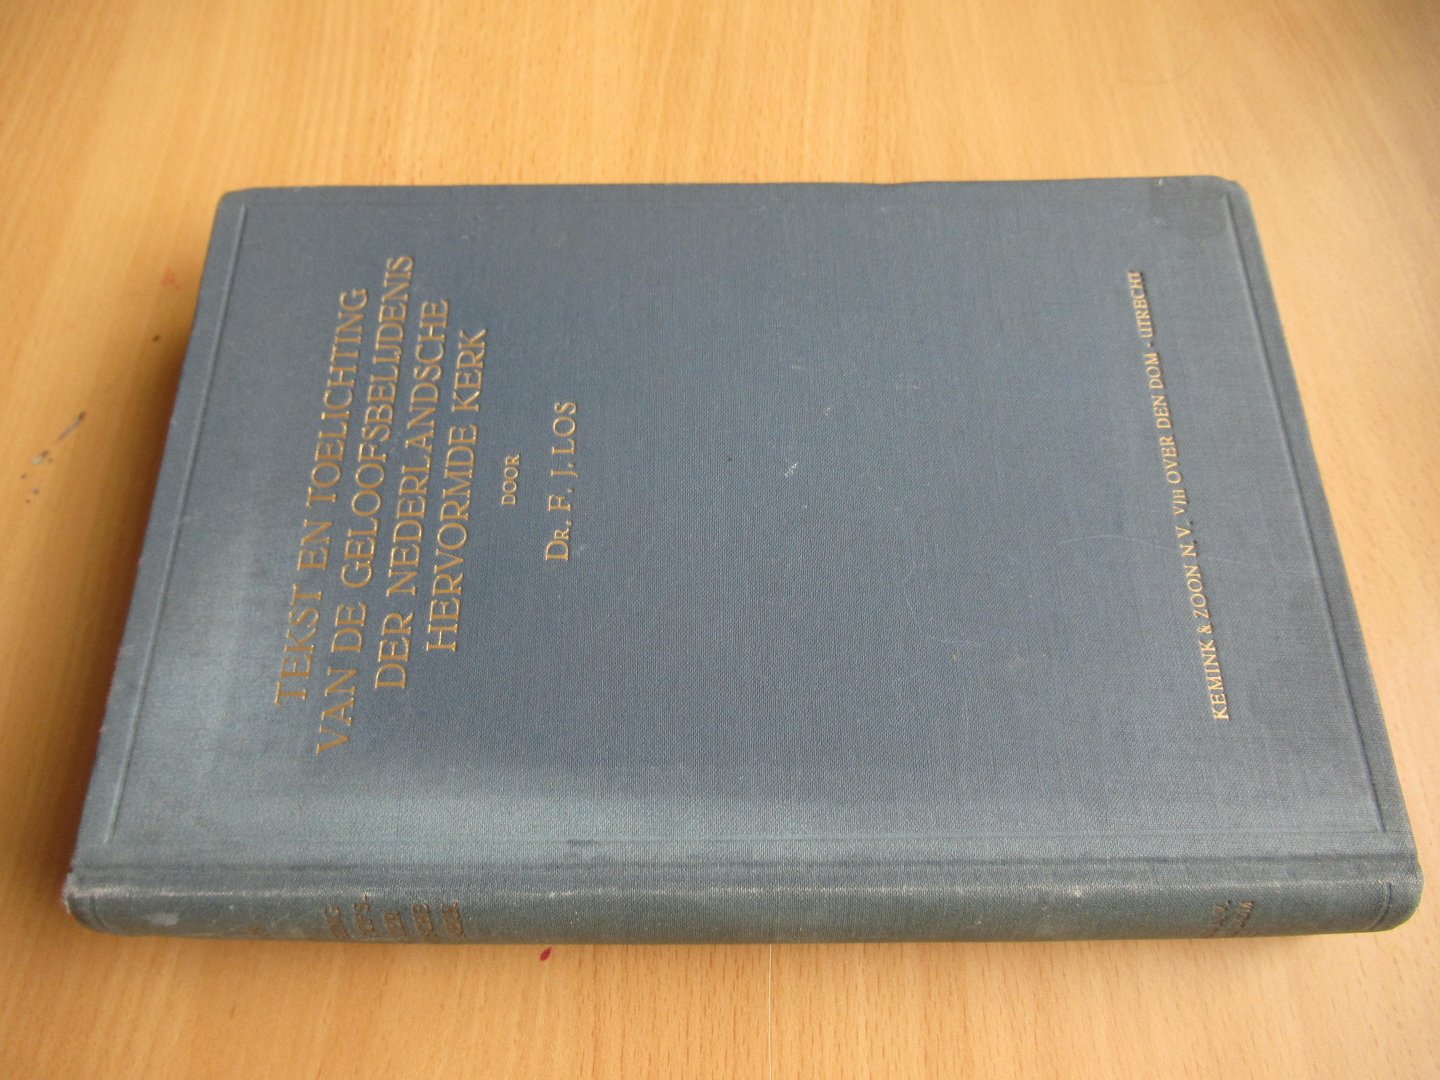 TEKST EN TOELICHTING
VAN DE GELOOFSBELIJDENIS
DER NEDERLANDSCHE
HERVORMDE KERK
DOOR
DR. F. J. LOS
KEMINK & ZOON N.V. V/H OVER DEN DOM - UTRECHT